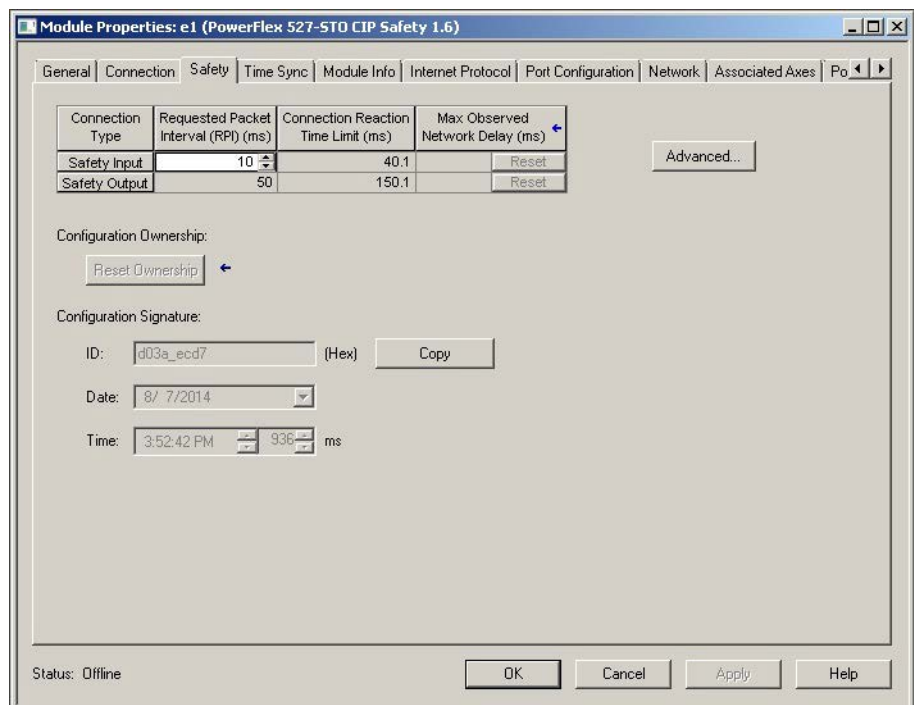 Module Properties: e1 (PowerFlex 527-STO CIP Safety 1.6)
General Connection Safety Time Sync Module Info Internet Protocol Port Configuration Network Associated Axes Po
Connection Type Requested Packet Interval (RPI) (ms) Connection Reaction Time Limit (ms) Max Observed Network Delay (ms)
Safety Input 10 40.1 Reset
Safety Output 50 150.1 Reset
Advanced...
Configuration Ownership:
Reset Ownership
Configuration Signature:
ID: d03a_ecd7 (Hex) Copy
Date: 8/ 7/2014
Time: 3:52:42 PM 936 ms
Status: Offline OK Cancel Apply Help